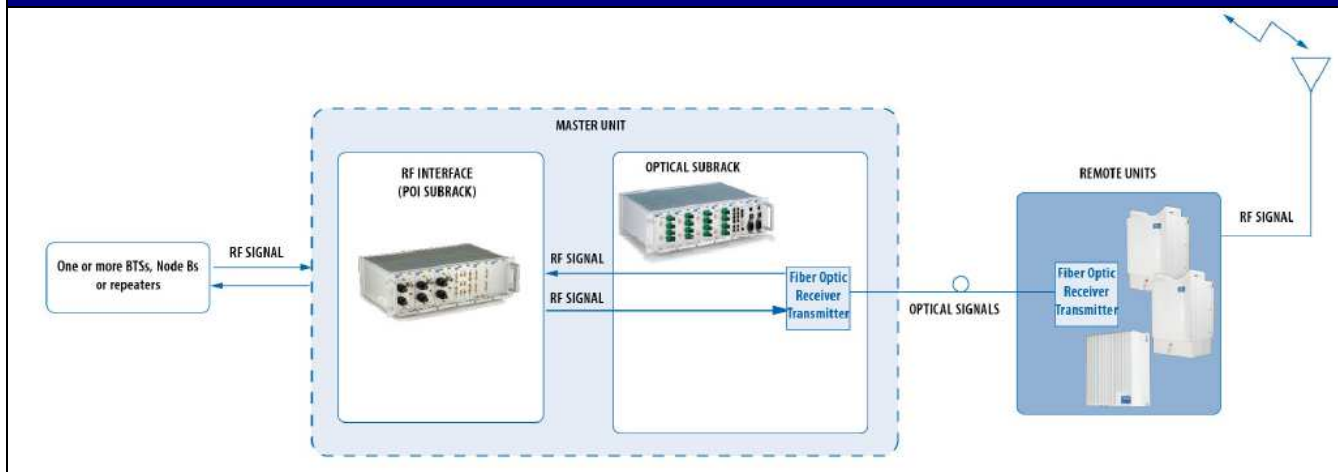 MASTER UNIT
RF INTERFACE
(POI SUBRACK)
OPTICAL SUBRACK
REMOTE UNITS
One or more BTSs, Node Bs
or repeaters
RF SIGNAL
RF SIGNAL
RF SIGNAL
Fiber Optic
Receiver
Transmitter
OPTICAL SIGNALS
Fiber Optic
Receiver
Transmitter
RF SIGNAL